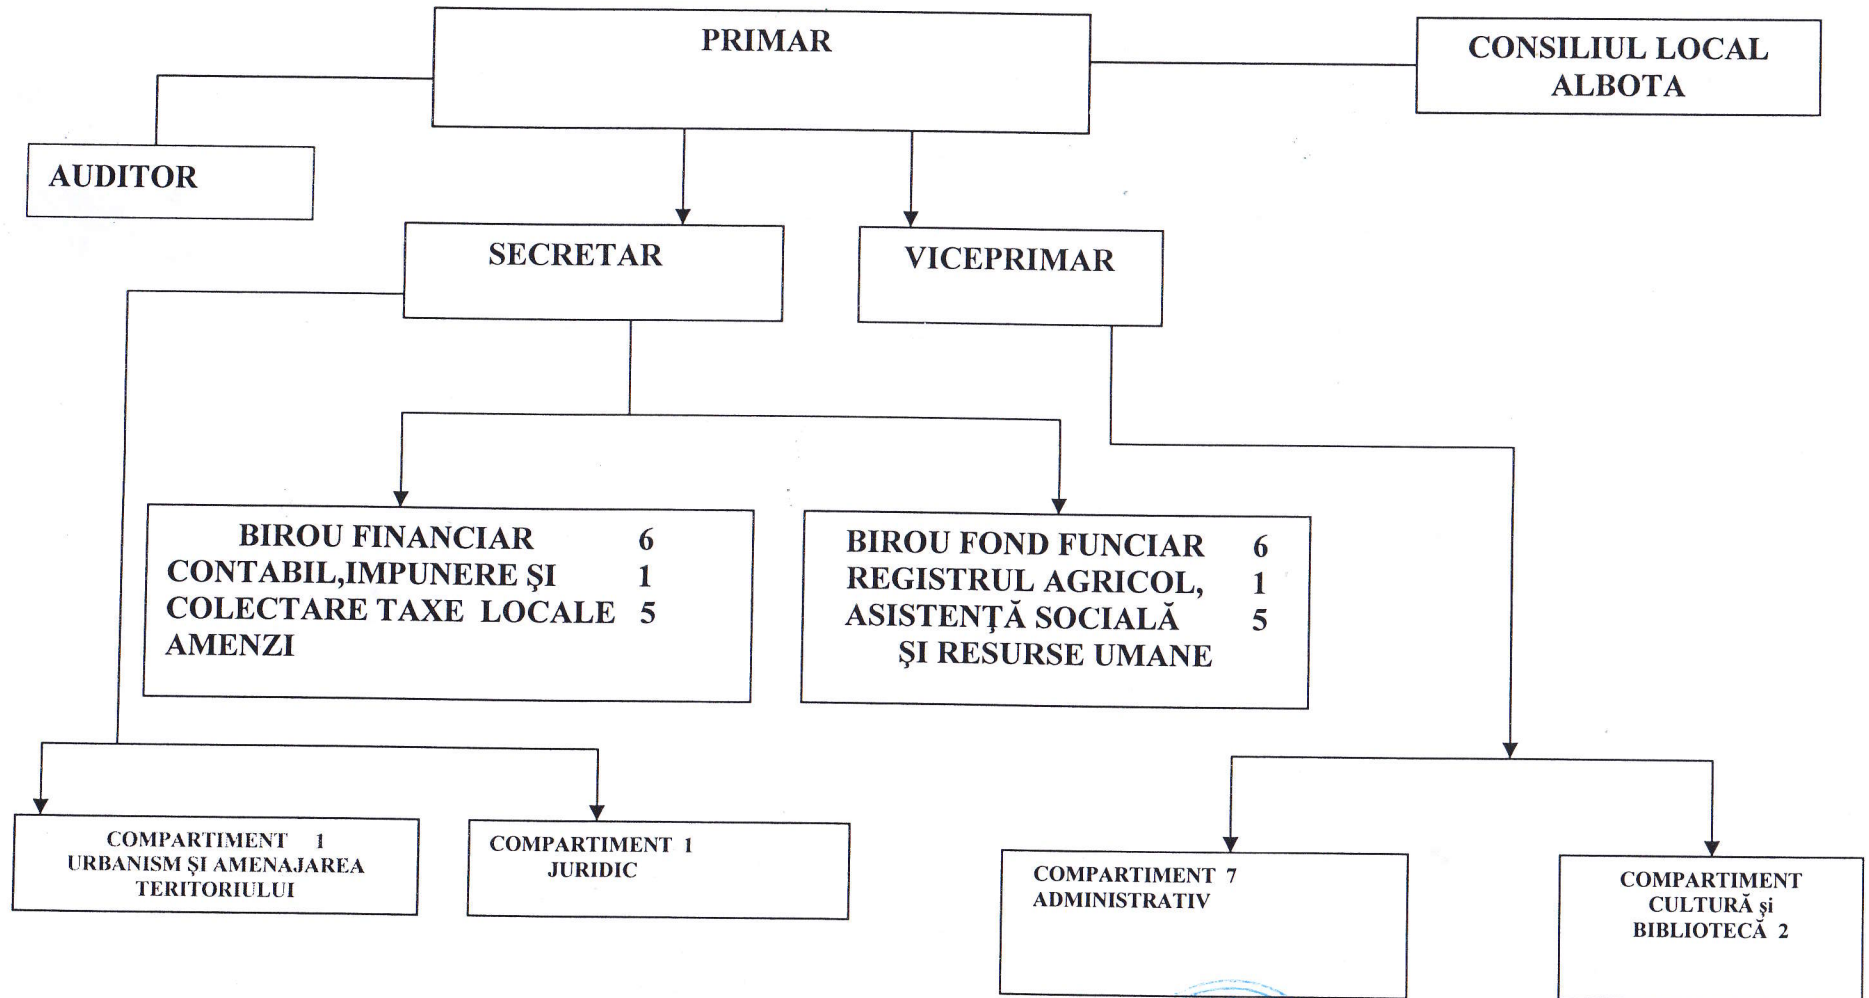 PRIMAR
CONSILIUL LOCAL
ALBOTA
AUDITOR
SECRETAR
VICEPRIMAR
BIROU FINANCIAR 6
CONTABIL,IMPUNERE ŞI 1
COLECTARE TAXE LOCALE 5
AMENZI
BIROU FOND FUNCIAR 6
REGISTRUL AGRICOL, 1
ASISTENŢĂ SOCIALĂ 5
ŞI RESURSE UMANE
COMPARTIMENT 1
URBANISM ŞI AMENAJAREA
TERITORIULUI
COMPARTIMENT 1
JURIDIC
COMPARTIMENT 7
ADMINISTRATIV
COMPARTIMENT
CULTURĂ şi
BIBLIOTECĂ 2